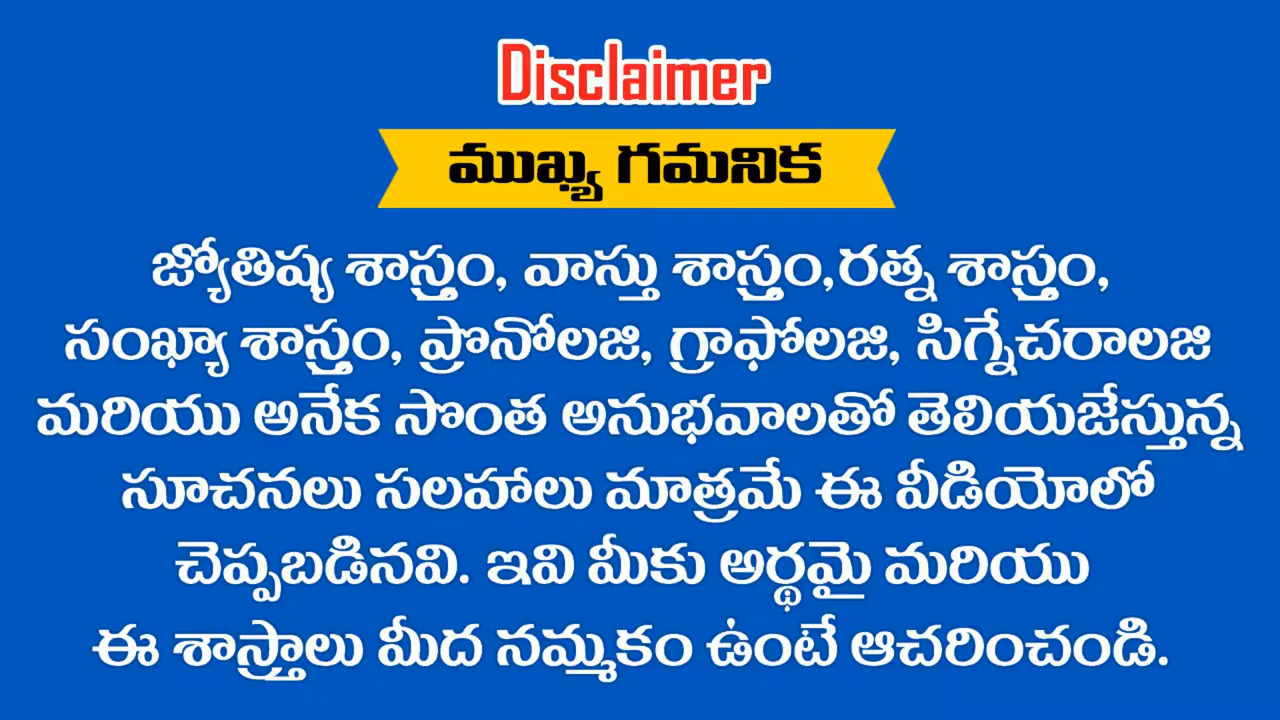 Disclaimer
ముఖ్య గమనిక
జ్యోతిష్య శాస్త్రం, వాస్తు శాస్త్రం,రత్న శాస్త్రం,
సంఖ్యా శాస్త్రం, ప్రొనోలజి, గ్రాఫోలజి, సిగ్నేచరాలజి
మరియు అనేక సొంత అనుభవాలతో తెలియజేస్తున్న
సూచనలు సలహాలు మాత్రమే ఈ వీడియోలో
చెప్పబడినవి. ఇవి మీకు అర్థమై మరియు
ఈ శాస్త్రాలు మీద నమ్మకం ఉంటే ఆచరించండి.